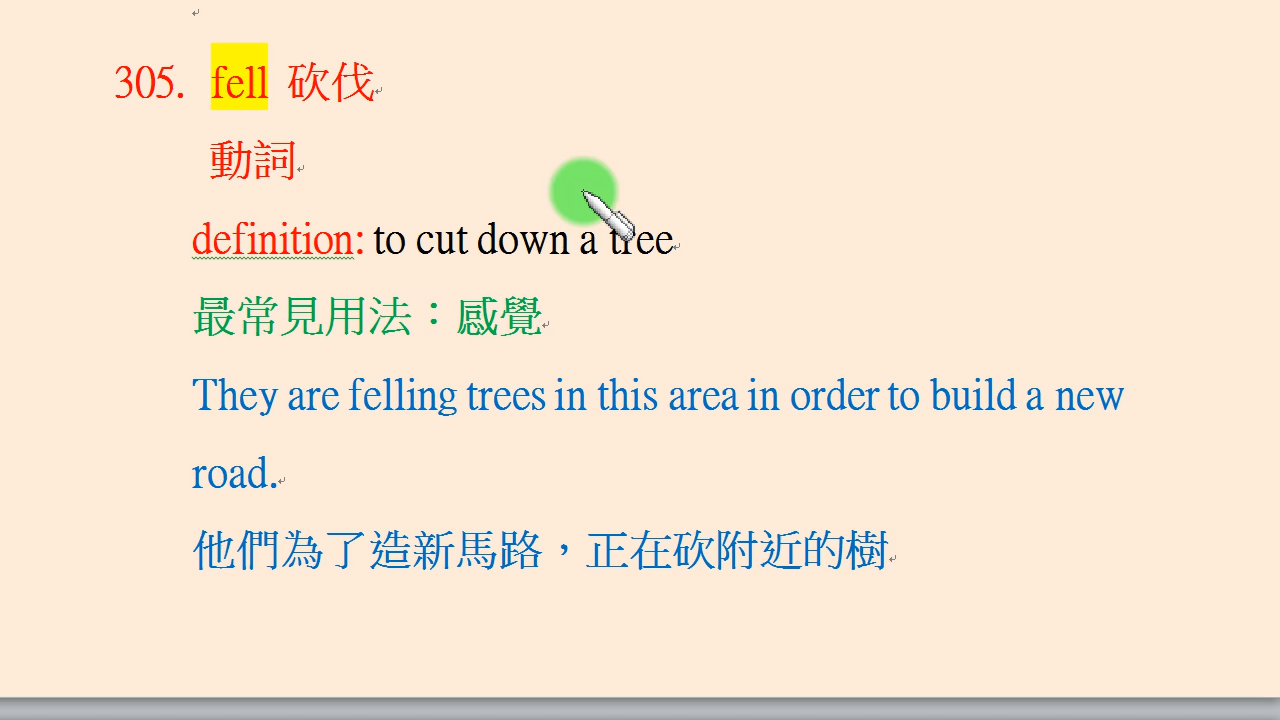 305. fell 砍伐
動詞
definition: to cut down a tree
最常見用法：感覺
They are felling trees in this area in order to build a new
road.
他們為了造新馬路，正在砍附近的樹